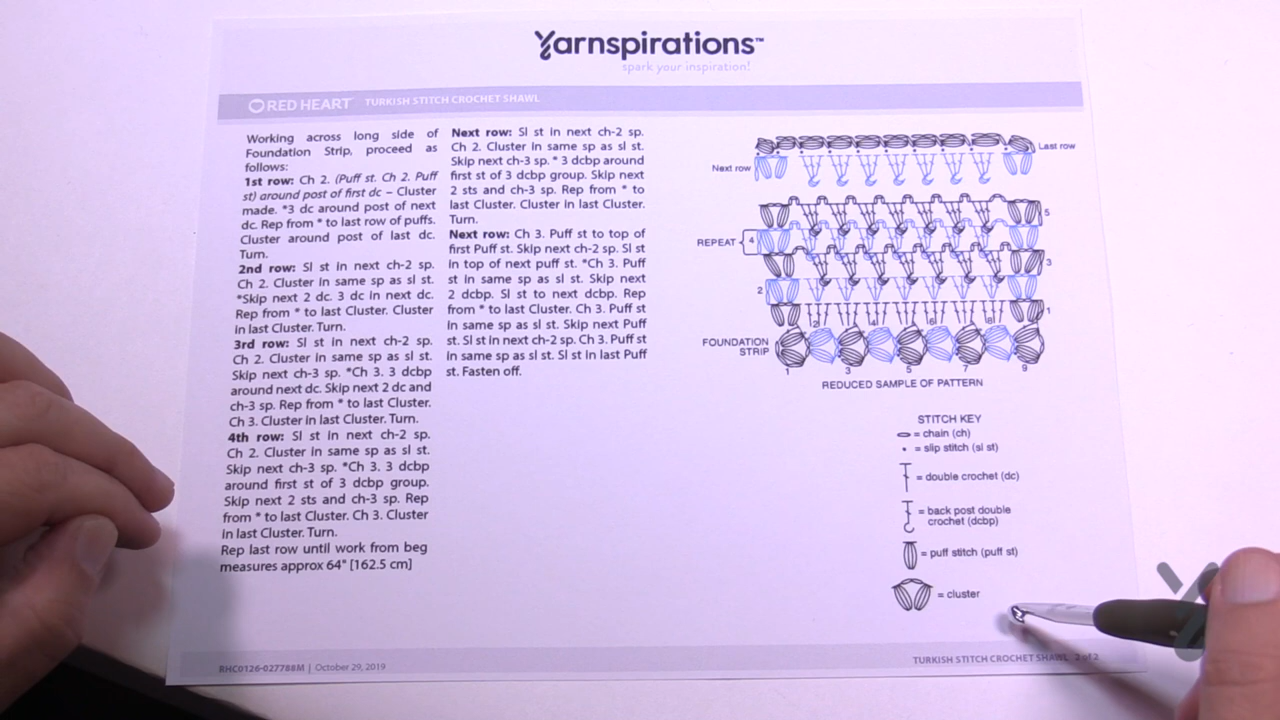 Yarnspirations™
spark your inspiration!
RED HEART TURKISH STITCH CROCHET SHAWL
Working across long side of
Foundation Strip, proceed as
follows:
1st row: Ch 2. (Puff st. Ch 2. Puff
st) around post of first dc – Cluster
made. *3 dc around post of next
dc. Rep from * to last row of puffs.
Cluster around post of last dc.
Turn.
2nd row: Sl st in next ch-2 sp.
Ch 2. Cluster in same sp as sl st.
*Skip next 2 dc. 3 dc in next dc.
Rep from * to last Cluster. Cluster
in last Cluster. Turn.
3rd row: Sl st in next ch-2 sp.
Ch 2. Cluster in same sp as sl st.
Skip next ch-3 sp. *Ch 3. 3 dcbp
around next dc. Skip next 2 dc and
ch-3 sp. Rep from * to last Cluster.
Ch 3. Cluster in last Cluster. Turn.
4th row: Sl st in next ch-2 sp.
Ch 2. Cluster in same sp as sl st.
Skip next ch-3 sp. *Ch 3. 3 dcbp
around first st of 3 dcbp group.
Skip next 2 sts and ch-3 sp. Rep
from * to last Cluster. Ch 3. Cluster
in last Cluster. Turn.
Rep last row until work from beg
measures approx 64" [162.5 cm]
Next row: Sl st in next ch-2 sp.
Ch 2. Cluster in same sp as sl st.
Skip next ch-3 sp. * 3 dcbp around
first st of 3 dcbp group. Skip next
2 sts and ch-3 sp. Rep from * to
last Cluster. Cluster in last Cluster.
Turn.
Next row: Ch 3. Puff st to top of
first Puff st. Skip next ch-2 sp. Sl st
in top of next puff st. *Ch 3. Puff
st in same sp as sl st. Skip next
2 dcbp. Sl st to next dcbp. Rep
from * to last Cluster. Ch 3. Puff st
in same sp as sl st. Skip next Puff
st. Sl st in next ch-2 sp. Ch 3. Puff st
in same sp as sl st. Sl st in last Puff
st. Fasten off.
Last row
Next row
5
REPEAT 4
3
2
1
2 4 6 8
FOUNDATION
STRIP
1 3 5 7 9
REDUCED SAMPLE OF PATTERN
STITCH KEY
= chain (ch)
= slip stitch (sl st)
= double crochet (dc)
= back post double
crochet (dcbp)
= puff stitch (puff st)
= cluster
RHC0126-027788M | October 29, 2019
TURKISH STITCH CROCHET SHAWL 2 of 2